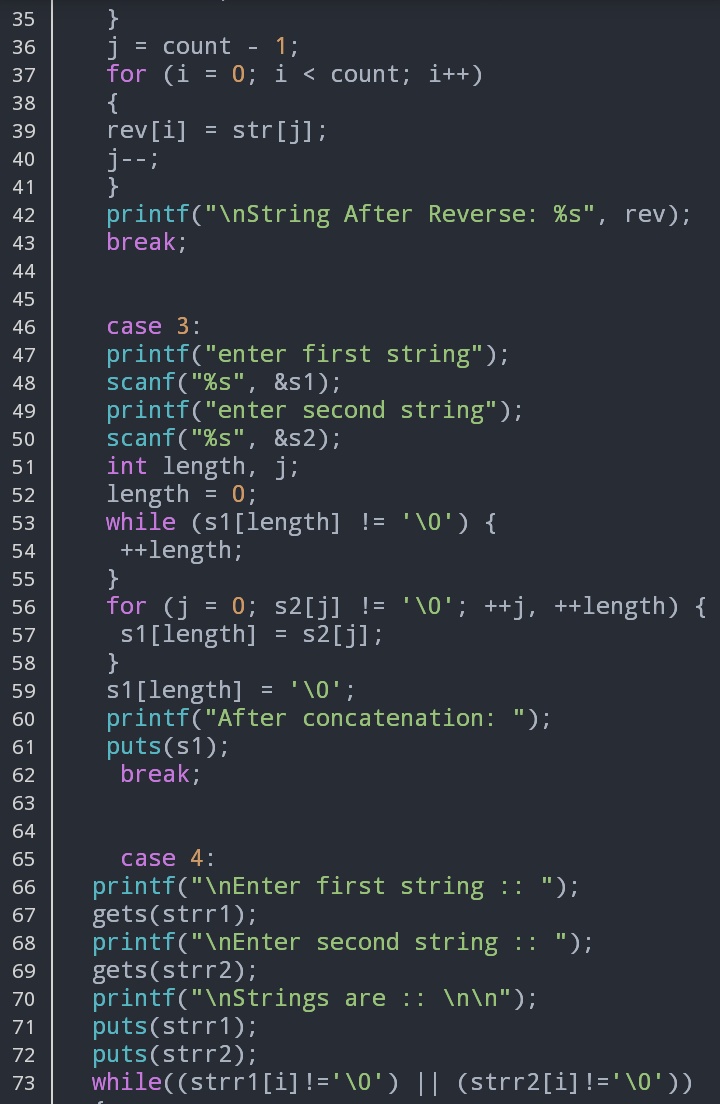 35 }
36 j = count - 1;
37 for (i = 0; i < count; i++)
38 {
39 rev[i] = str[j];
40 j--;
41 }
42 printf("\nString After Reverse: %s", rev);
43 break;
44
45
46 case 3:
47 printf("enter first string");
48 scanf("%s", &s1);
49 printf("enter second string");
50 scanf("%s", &s2);
51 int length, j;
52 length = 0;
53 while (s1[length] != '\0') {
54 ++length;
55 }
56 for (j = 0; s2[j] != '\0'; ++j, ++length) {
57 s1[length] = s2[j];
58 }
59 s1[length] = '\0';
60 printf("After concatenation: ");
61 puts(s1);
62 break;
63
64
65 case 4:
66 printf("\nEnter first string :: ");
67 gets(strr1);
68 printf("\nEnter second string :: ");
69 gets(strr2);
70 printf("\nStrings are :: \n\n");
71 puts(strr1);
72 puts(strr2);
73 while((strr1[i]!='\0') || (strr2[i]!='\0'))